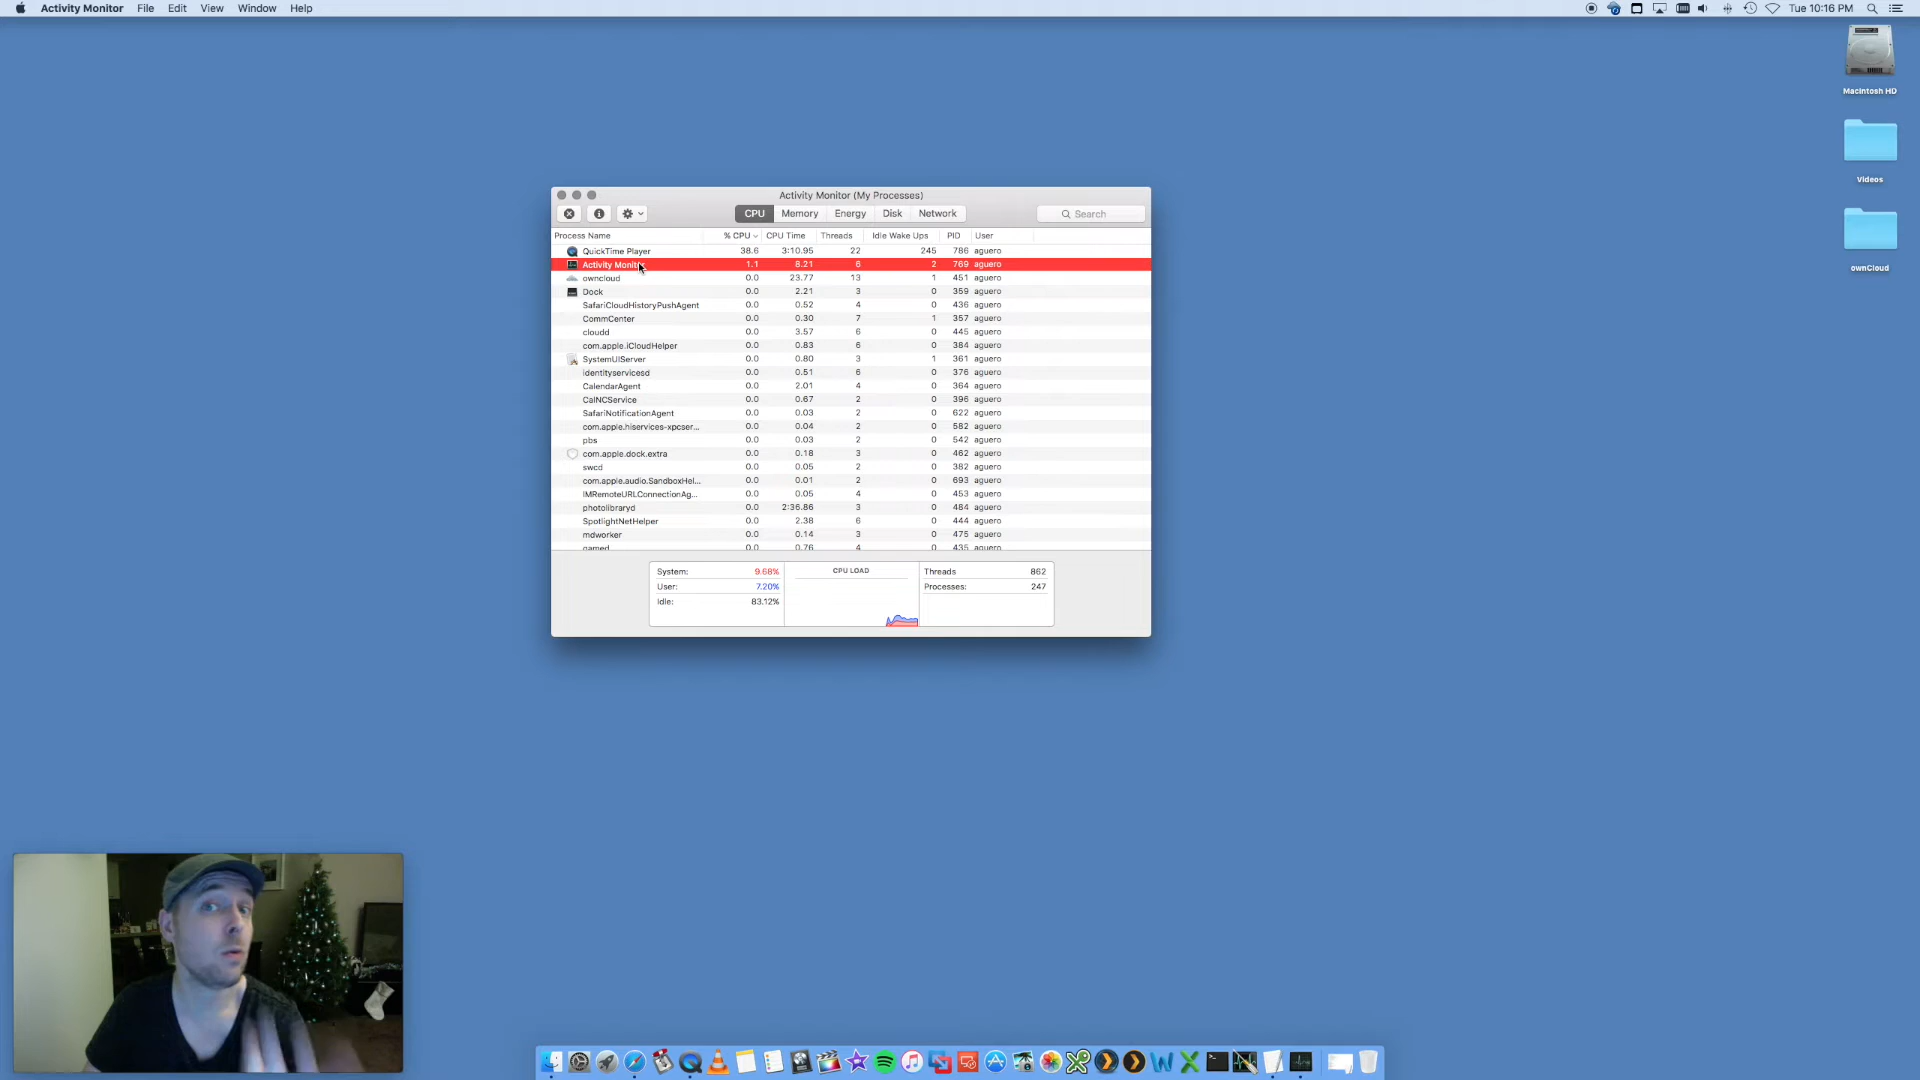 Activity Monitor File Edit View Window Help Tue 10:16 PM
Macintosh HD
Videos
ownCloud
Activity Monitor (My Processes)
CPU Memory Energy Disk Network Search
Process Name % CPU CPU Time Threads Idle Wake Ups PID User
QuickTime Player 38.6 3:10.95 22 245 786 aguero
Activity Monitor 1.1 8.21 6 2 769 aguero
owncloud 0.0 23.77 13 1 451 aguero
Dock 0.0 2.21 3 0 359 aguero
SafariCloudHistoryPushAgent 0.0 0.52 4 0 436 aguero
CommCenter 0.0 0.30 7 1 357 aguero
cloudd 0.0 3.57 6 0 445 aguero
com.apple.iCloudHelper 0.0 0.83 6 0 384 aguero
SystemUIServer 0.0 0.80 3 1 361 aguero
identityservicesd 0.0 0.51 6 0 376 aguero
CalendarAgent 0.0 2.01 4 0 364 aguero
CalNCService 0.0 0.67 2 0 396 aguero
SafariNotificationAgent 0.0 0.03 2 0 622 aguero
com.apple.hiservices-xpcser... 0.0 0.04 2 0 582 aguero
pbs 0.0 0.03 2 0 542 aguero
com.apple.dock.extra 0.0 0.18 3 0 462 aguero
swcd 0.0 0.05 2 0 382 aguero
com.apple.audio.SandboxHel... 0.0 0.01 2 0 693 aguero
IMRemoteURLConnectionAg... 0.0 0.05 4 0 453 aguero
photolibraryd 0.0 2:36.86 3 0 484 aguero
SpotlightNetHelper 0.0 2.38 6 0 444 aguero
mdworker 0.0 0.14 3 0 475 aguero
gamed 0.0 0.76 4 0 435 aguero
System: 9.68% CPU LOAD Threads 862
User: 7.20% Processes: 247
Idle: 83.12%